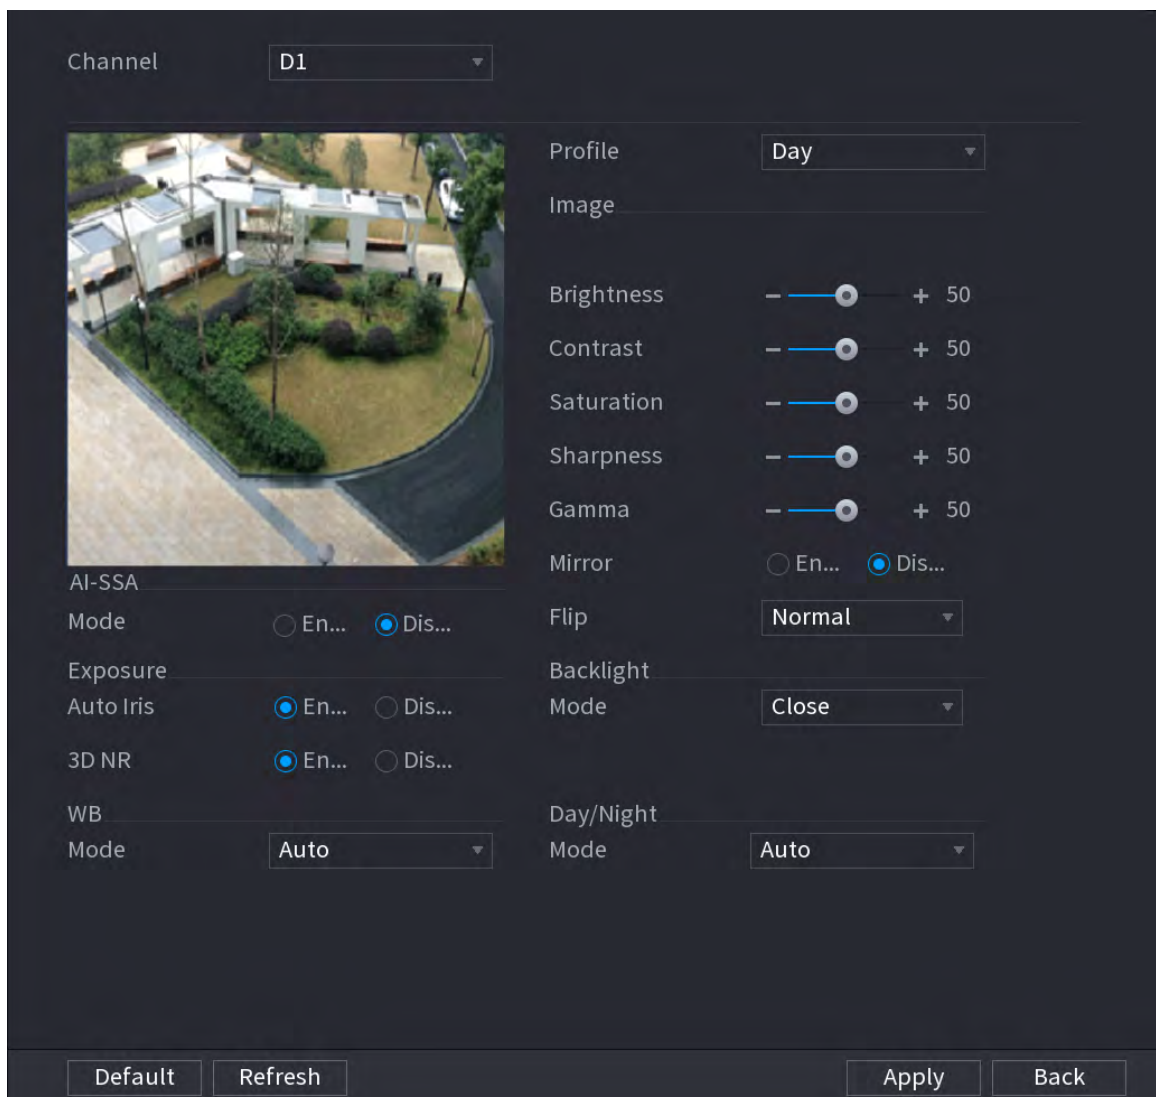 Channel D1
Profile Day
Image
Brightness - + 50
Contrast - + 50
Saturation - + 50
Sharpness - + 50
Gamma - + 50
Mirror En... Dis...
AI-SSA
Mode En... Dis...
Flip Normal
Exposure
Backlight
Auto Iris En... Dis...
Mode Close
3D NR En... Dis...
WB
Day/Night
Mode Auto
Mode Auto
Default Refresh Apply Back